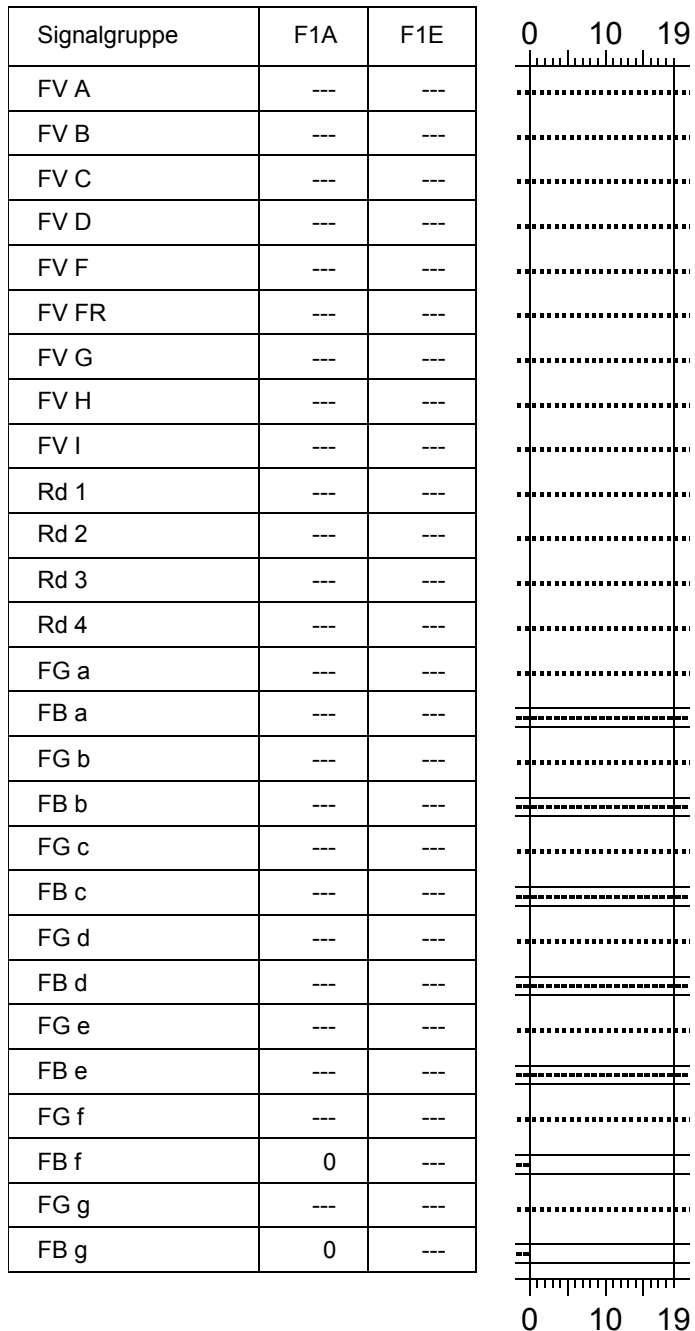 Signalgruppe F1A F1E 0 10 19
FV A --- ---
FV B --- ---
FV C --- ---
FV D --- ---
FV F --- ---
FV FR --- ---
FV G --- ---
FV H --- ---
FV I --- ---
Rd 1 --- ---
Rd 2 --- ---
Rd 3 --- ---
Rd 4 --- ---
FG a --- ---
FB a --- ---
FG b --- ---
FB b --- ---
FG c --- ---
FB c --- ---
FG d --- ---
FB d --- ---
FG e --- ---
FB e --- ---
FG f --- ---
FB f 0 ---
FG g --- ---
FB g 0 ---
0 10 19